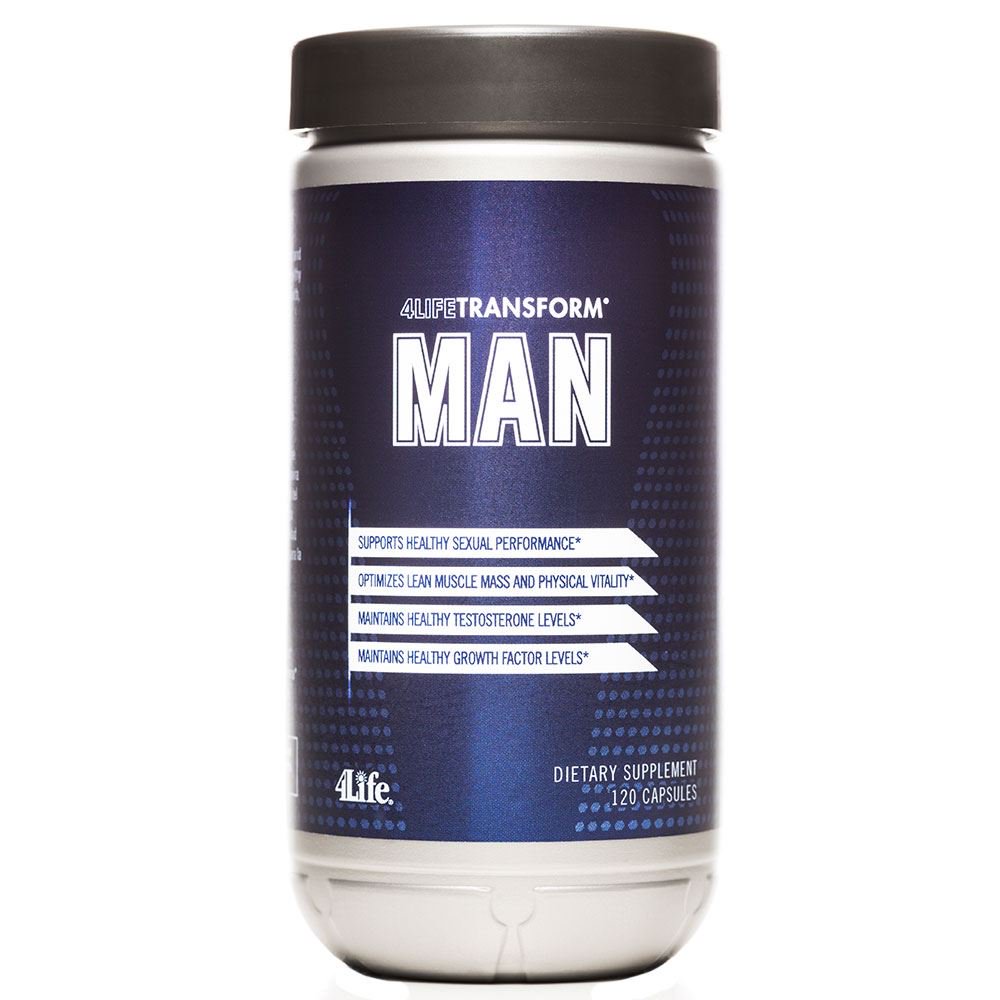 4LIFETRANSFORM
MAN
SUPPORTS HEALTHY SEXUAL PERFORMANCE*
OPTIMIZES LEAN MUSCLE MASS AND PHYSICAL VITALITY*
MAINTAINS HEALTHY TESTOSTERONE LEVELS*
MAINTAINS HEALTHY GROWTH FACTOR LEVELS*
4Life®
DIETARY SUPPLEMENT
120 CAPSULES